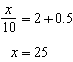 x/10 = 2 + 0.5
x = 25